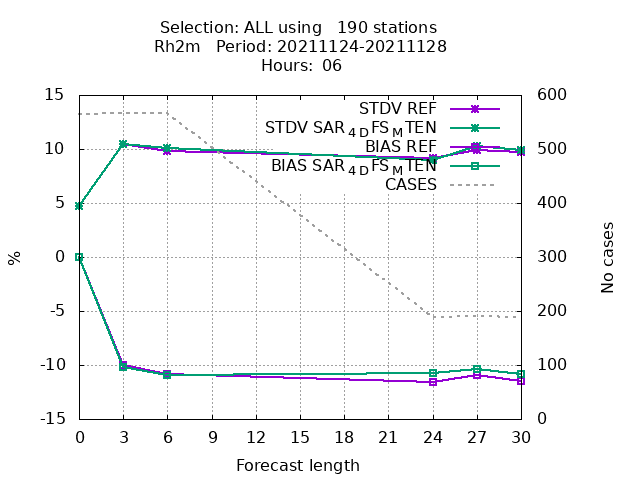 Selection: ALL using   190 stations
Rh2m   Period: 20211124-20211128
Hours:  06
15 600
STDV REF
STDV SAR 4 D FS M TEN
10 500
BIAS REF
BIAS SAR 4 D FS M TEN
CASES
5 400
0 300
-5 200
-10 100
-15 0
%
No cases
0 3 6 9 12 15 18 21 24 27 30
Forecast length